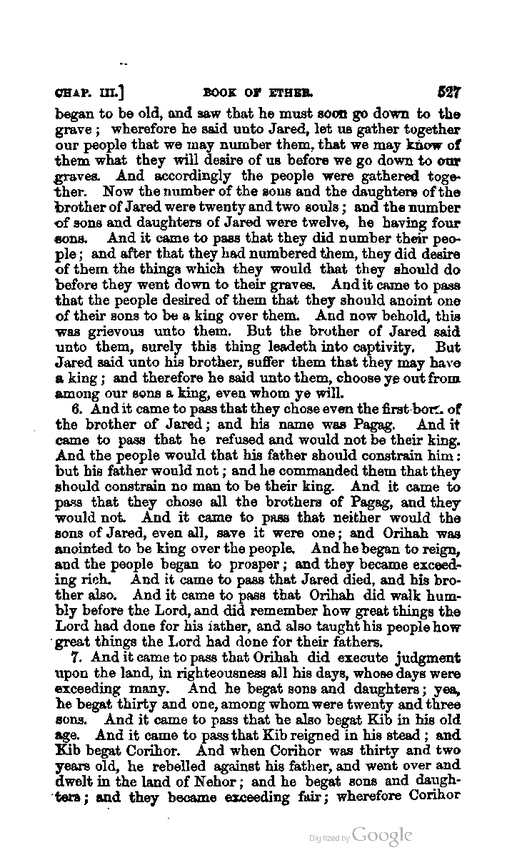 CHAP. III.] BOOK OF ETHER. 527
began to be old, and saw that he must soon go down to the
grave; wherefore he said unto Jared, let us gather together
our people that we may number them, that we may know of
them what they will desire of us before we go down to our
graves. And accordingly the people were gathered toge-
ther. Now the number of the sons and the daughters of the
brother of Jared were twenty and two souls; and the number
of sons and daughters of Jared were twelve, he having four
sons. And it came to pass that they did number their peo-
ple; and after that they had numbered them, they did desire
of them the things which they would that they should do
before they went down to their graves. And it came to pass
that the people desired of them that they should anoint one
of their sons to be a king over them. And now behold, this
was grievous unto them. But the brother of Jared said
unto them, surely this thing leadeth into captivity. But
Jared said unto his brother, suffer them that they may have
a king; and therefore he said unto them, choose ye out from
among our sons a king, even whom ye will.
6. And it came to pass that they chose even the first born of
the brother of Jared; and his name was Pagag. And it
came to pass that he refused and would not be their king.
And the people would that his father should constrain him:
but his father would not; and he commanded them that they
should constrain no man to be their king. And it came to
pass that they chose all the brothers of Pagag, and they
would not. And it came to pass that neither would the
sons of Jared, even all, save it were one; and Orihah was
anointed to be king over the people. And he began to reign,
and the people began to prosper; and they became exceed-
ing rich. And it came to pass that Jared died, and his bro-
ther also. And it came to pass that Orihah did walk hum-
bly before the Lord, and did remember how great things the
Lord had done for his father, and also taught his people how
great things the Lord had done for their fathers.
7. And it came to pass that Orihah did execute judgment
upon the land, in righteousness all his days, whose days were
exceeding many. And he begat sons and daughters; yea,
he begat thirty and one, among whom were twenty and three
sons. And it came to pass that he also begat Kib in his old
age. And it came to pass that Kib reigned in his stead; and
Kib begat Corihor. And when Corihor was thirty and two
years old, he rebelled against his father, and went over and
dwelt in the land of Nehor; and he begat sons and daugh-
ters; and they became exceeding fair; wherefore Corihor
Digitized by Google